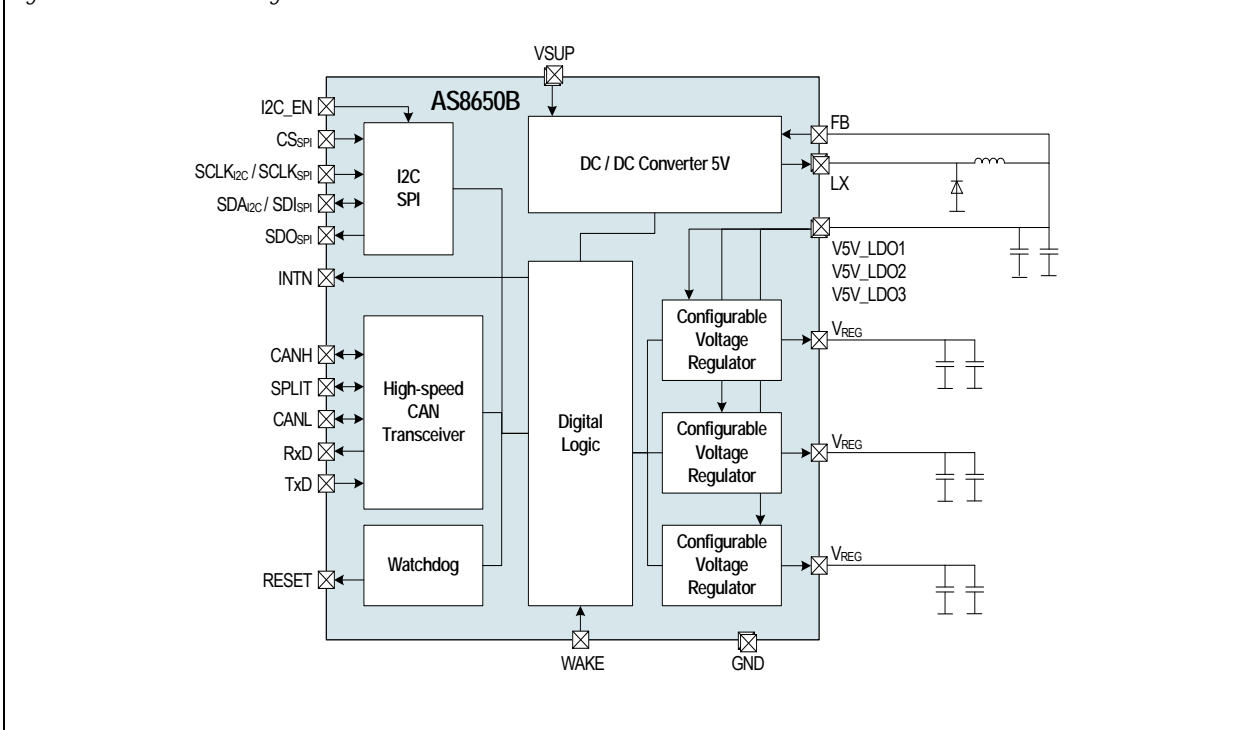 VSUP
AS8650B
I2C_EN
CSSPI
SCLKI2C / SCLKSPI
SDAI2C / SDISPI
SDOSPI
INTN
I2C
SPI
DC / DC Converter 5V
FB
LX
V5V_LDO1
V5V_LDO2
V5V_LDO3
CANH
SPLIT
CANL
RxD
TxD
High-speed
CAN
Transceiver
Digital
Logic
Configurable
Voltage
Regulator
VREG
Configurable
Voltage
Regulator
VREG
Configurable
Voltage
Regulator
VREG
RESET
Watchdog
WAKE
GND